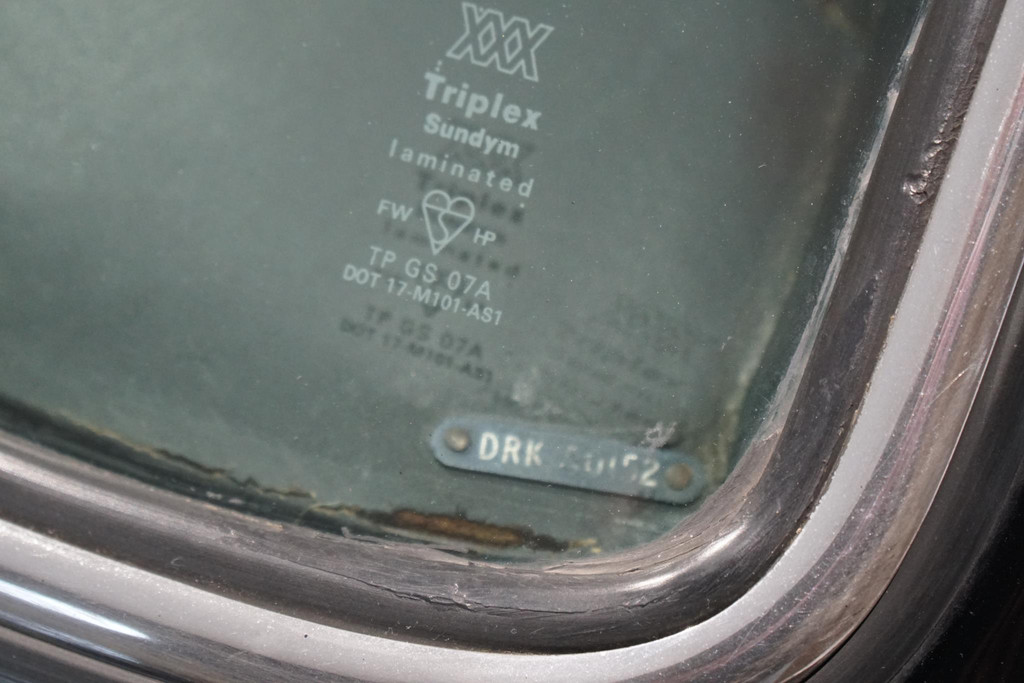 XXX
Triplex
Sundym
laminated
FW HP
TP GS 07A
DOT 17-M101-AS1
DRK